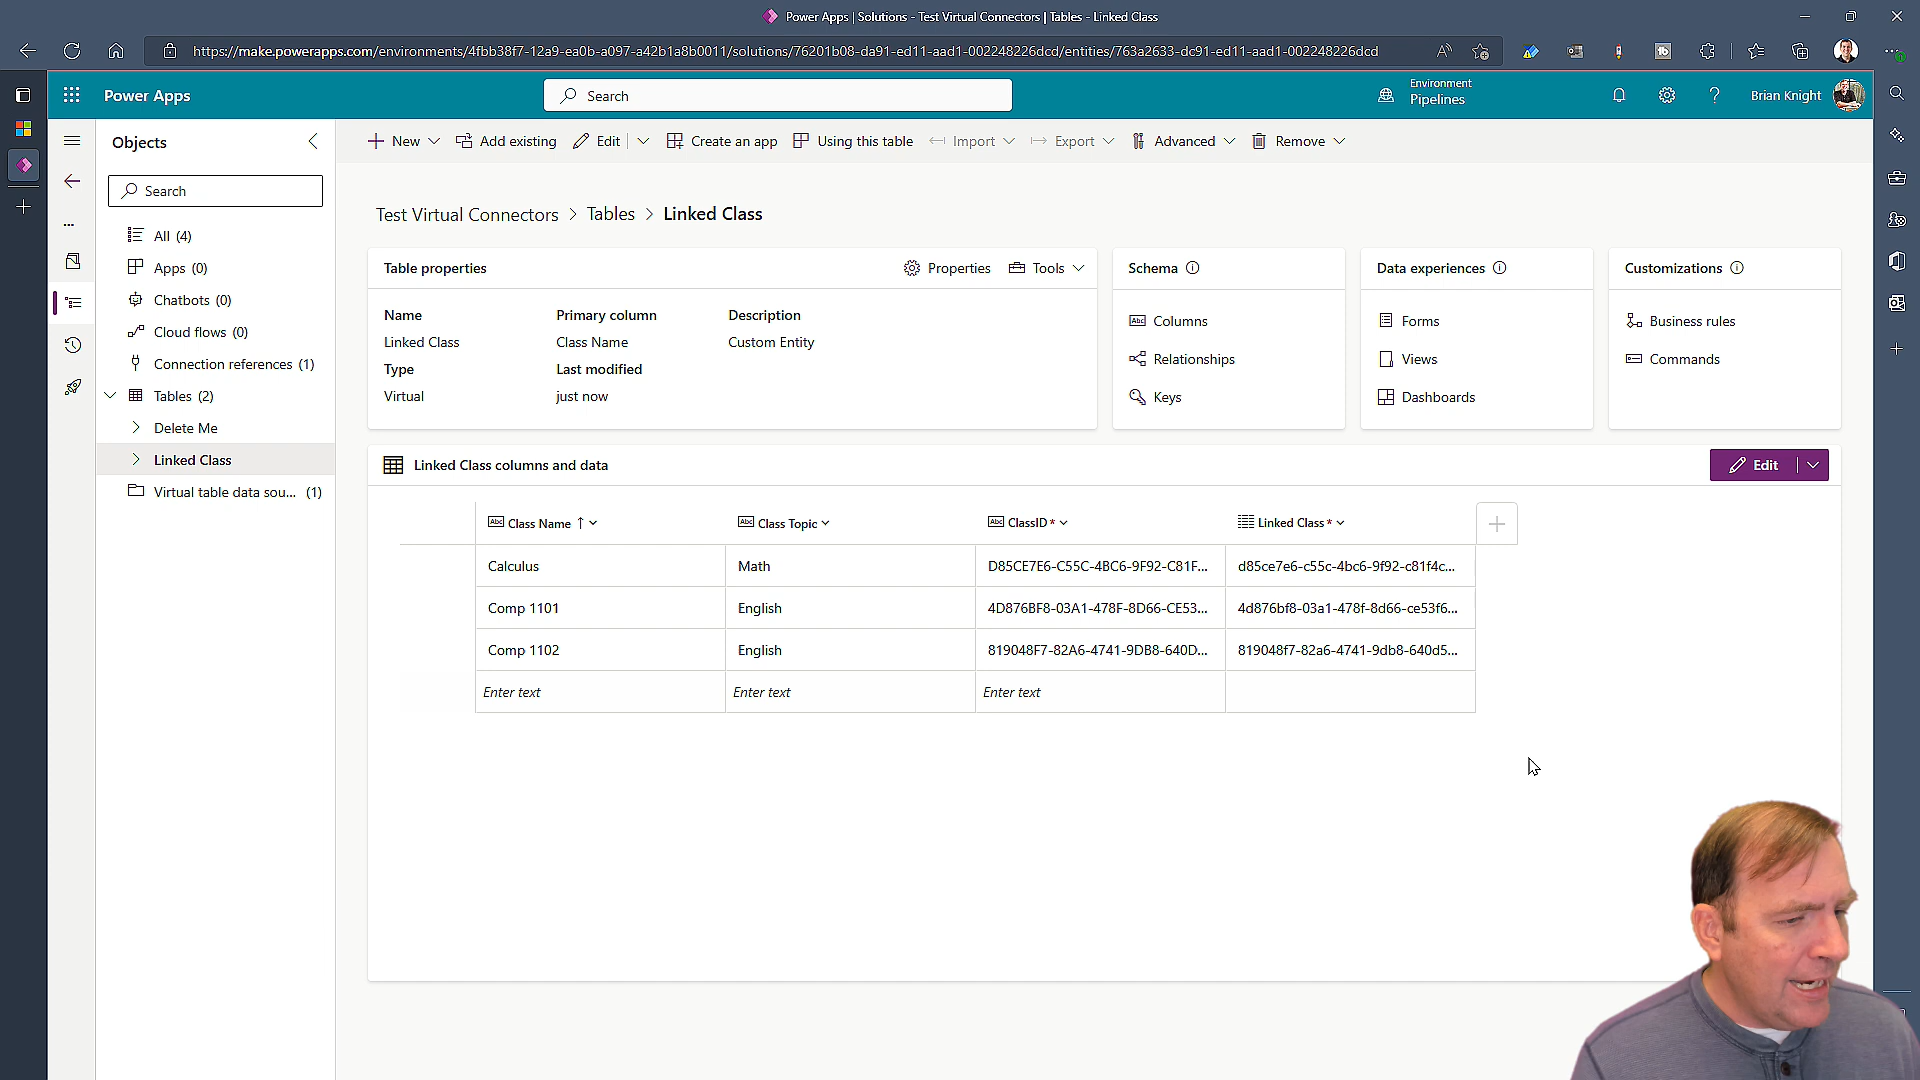 Power Apps | Solutions - Test Virtual Connectors | Tables - Linked Class
https://make.powerapps.com/environments/4fbb38f7-12a9-ea0b-a097-a42b1a8b0011/solutions/76201b08-da91-ed11-aad1-002248226dcd/entities/763a2633-dc91-ed11-aad1-002248226dcd
Power Apps
Search
Environment
Pipelines
Brian Knight
Objects
Search
All (4)
Apps (0)
Chatbots (0)
Cloud flows (0)
Connection references (1)
Tables (2)
Delete Me
Linked Class
Virtual table data sou... (1)
New
Add existing
Edit
Create an app
Using this table
Import
Export
Advanced
Remove
Test Virtual Connectors > Tables > Linked Class
Table properties
Properties
Tools
Name
Primary column
Description
Linked Class
Class Name
Custom Entity
Type
Last modified
Virtual
just now
Schema
Columns
Relationships
Keys
Data experiences
Forms
Views
Dashboards
Customizations
Business rules
Commands
Linked Class columns and data
Edit
Abc Class Name ↑
Abc Class Topic
Abc ClassID *
Linked Class *
Calculus
Math
D85CE7E6-C55C-4BC6-9F92-C81F...
d85ce7e6-c55c-4bc6-9f92-c81f4c...
Comp 1101
English
4D876BF8-03A1-478F-8D66-CE53...
4d876bf8-03a1-478f-8d66-ce53f6...
Comp 1102
English
819048F7-82A6-4741-9DB8-640D...
819048f7-82a6-4741-9db8-640d5...
Enter text
Enter text
Enter text